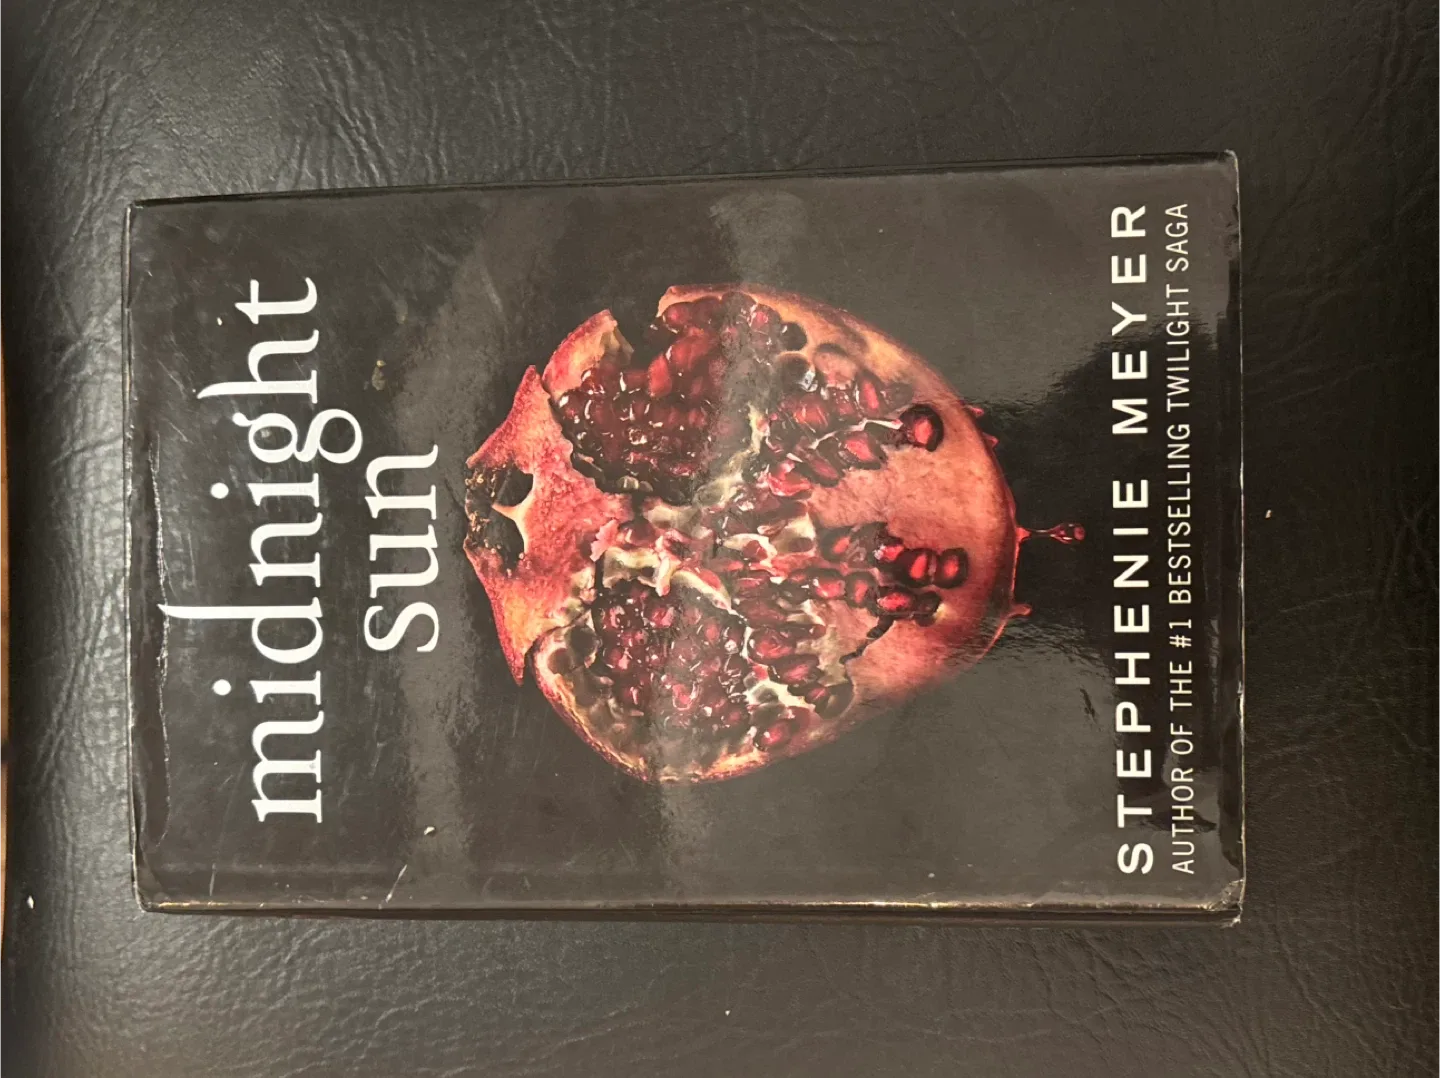 midnight
sun
STEPHENIE MEYER
AUTHOR OF THE #1 BESTSELLING TWILIGHT SAGA